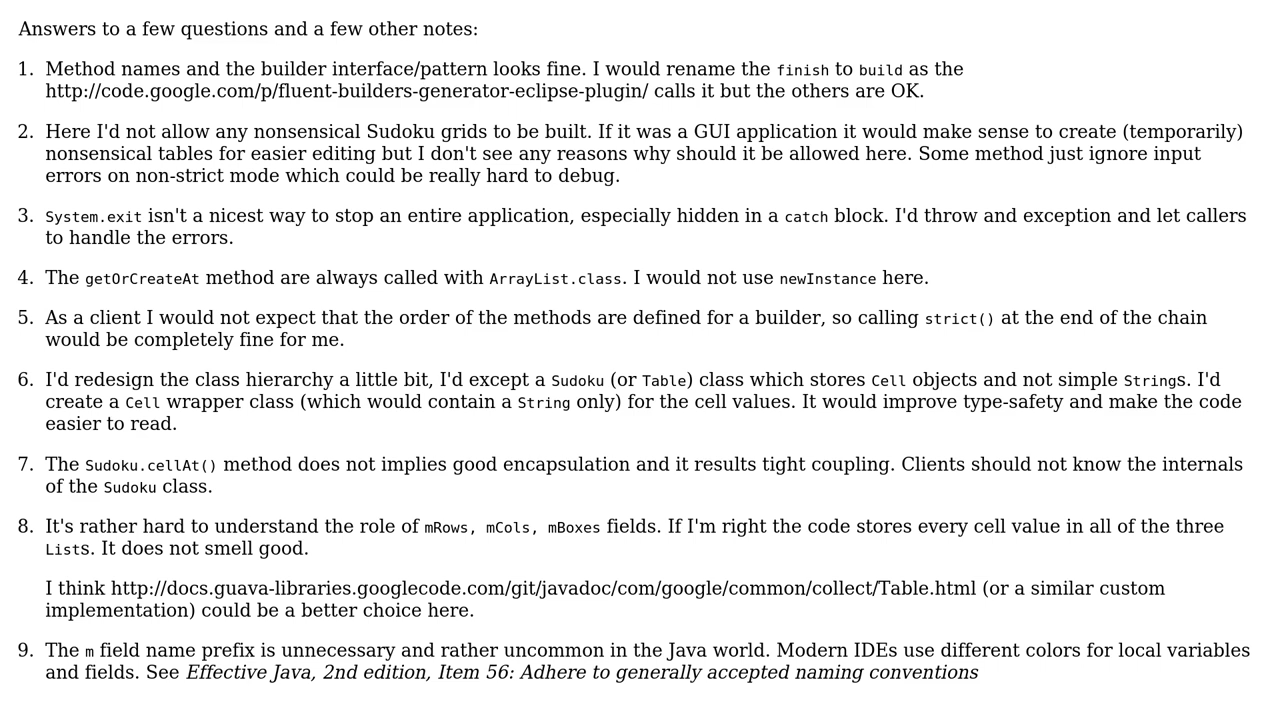 Answers to a few questions and a few other notes:
1. Method names and the builder interface/pattern looks fine. I would rename the finish to build as the
http://code.google.com/p/fluent-builders-generator-eclipse-plugin/ calls it but the others are OK.
2. Here I'd not allow any nonsensical Sudoku grids to be built. If it was a GUI application it would make sense to create (temporarily)
nonsensical tables for easier editing but I don't see any reasons why should it be allowed here. Some method just ignore input
errors on non-strict mode which could be really hard to debug.
3. System.exit isn't a nicest way to stop an entire application, especially hidden in a catch block. I'd throw and exception and let callers
to handle the errors.
4. The getOrCreateAt method are always called with ArrayList.class. I would not use newInstance here.
5. As a client I would not expect that the order of the methods are defined for a builder, so calling strict() at the end of the chain
would be completely fine for me.
6. I'd redesign the class hierarchy a little bit, I'd except a Sudoku (or Table) class which stores Cell objects and not simple Strings. I'd
create a Cell wrapper class (which would contain a String only) for the cell values. It would improve type-safety and make the code
easier to read.
7. The Sudoku.cellAt() method does not implies good encapsulation and it results tight coupling. Clients should not know the internals
of the Sudoku class.
8. It's rather hard to understand the role of mRows, mCols, mBoxes fields. If I'm right the code stores every cell value in all of the three
Lists. It does not smell good.
I think http://docs.guava-libraries.googlecode.com/git/javadoc/com/google/common/collect/Table.html (or a similar custom
implementation) could be a better choice here.
9. The m field name prefix is unnecessary and rather uncommon in the Java world. Modern IDEs use different colors for local variables
and fields. See Effective Java, 2nd edition, Item 56: Adhere to generally accepted naming conventions